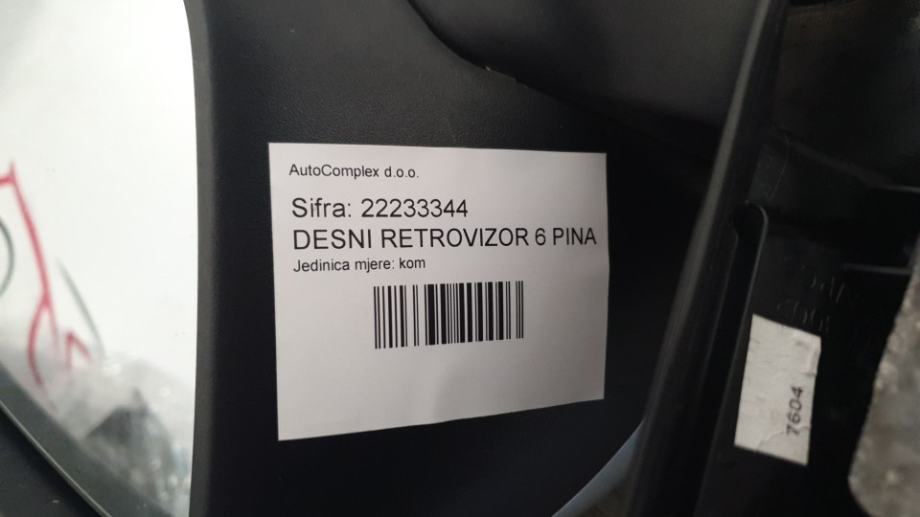 AutoComplex d.o.o.
Sifra: 22233344
DESNI RETROVIZOR 6 PINA
Jedinica mjere: kom
7604